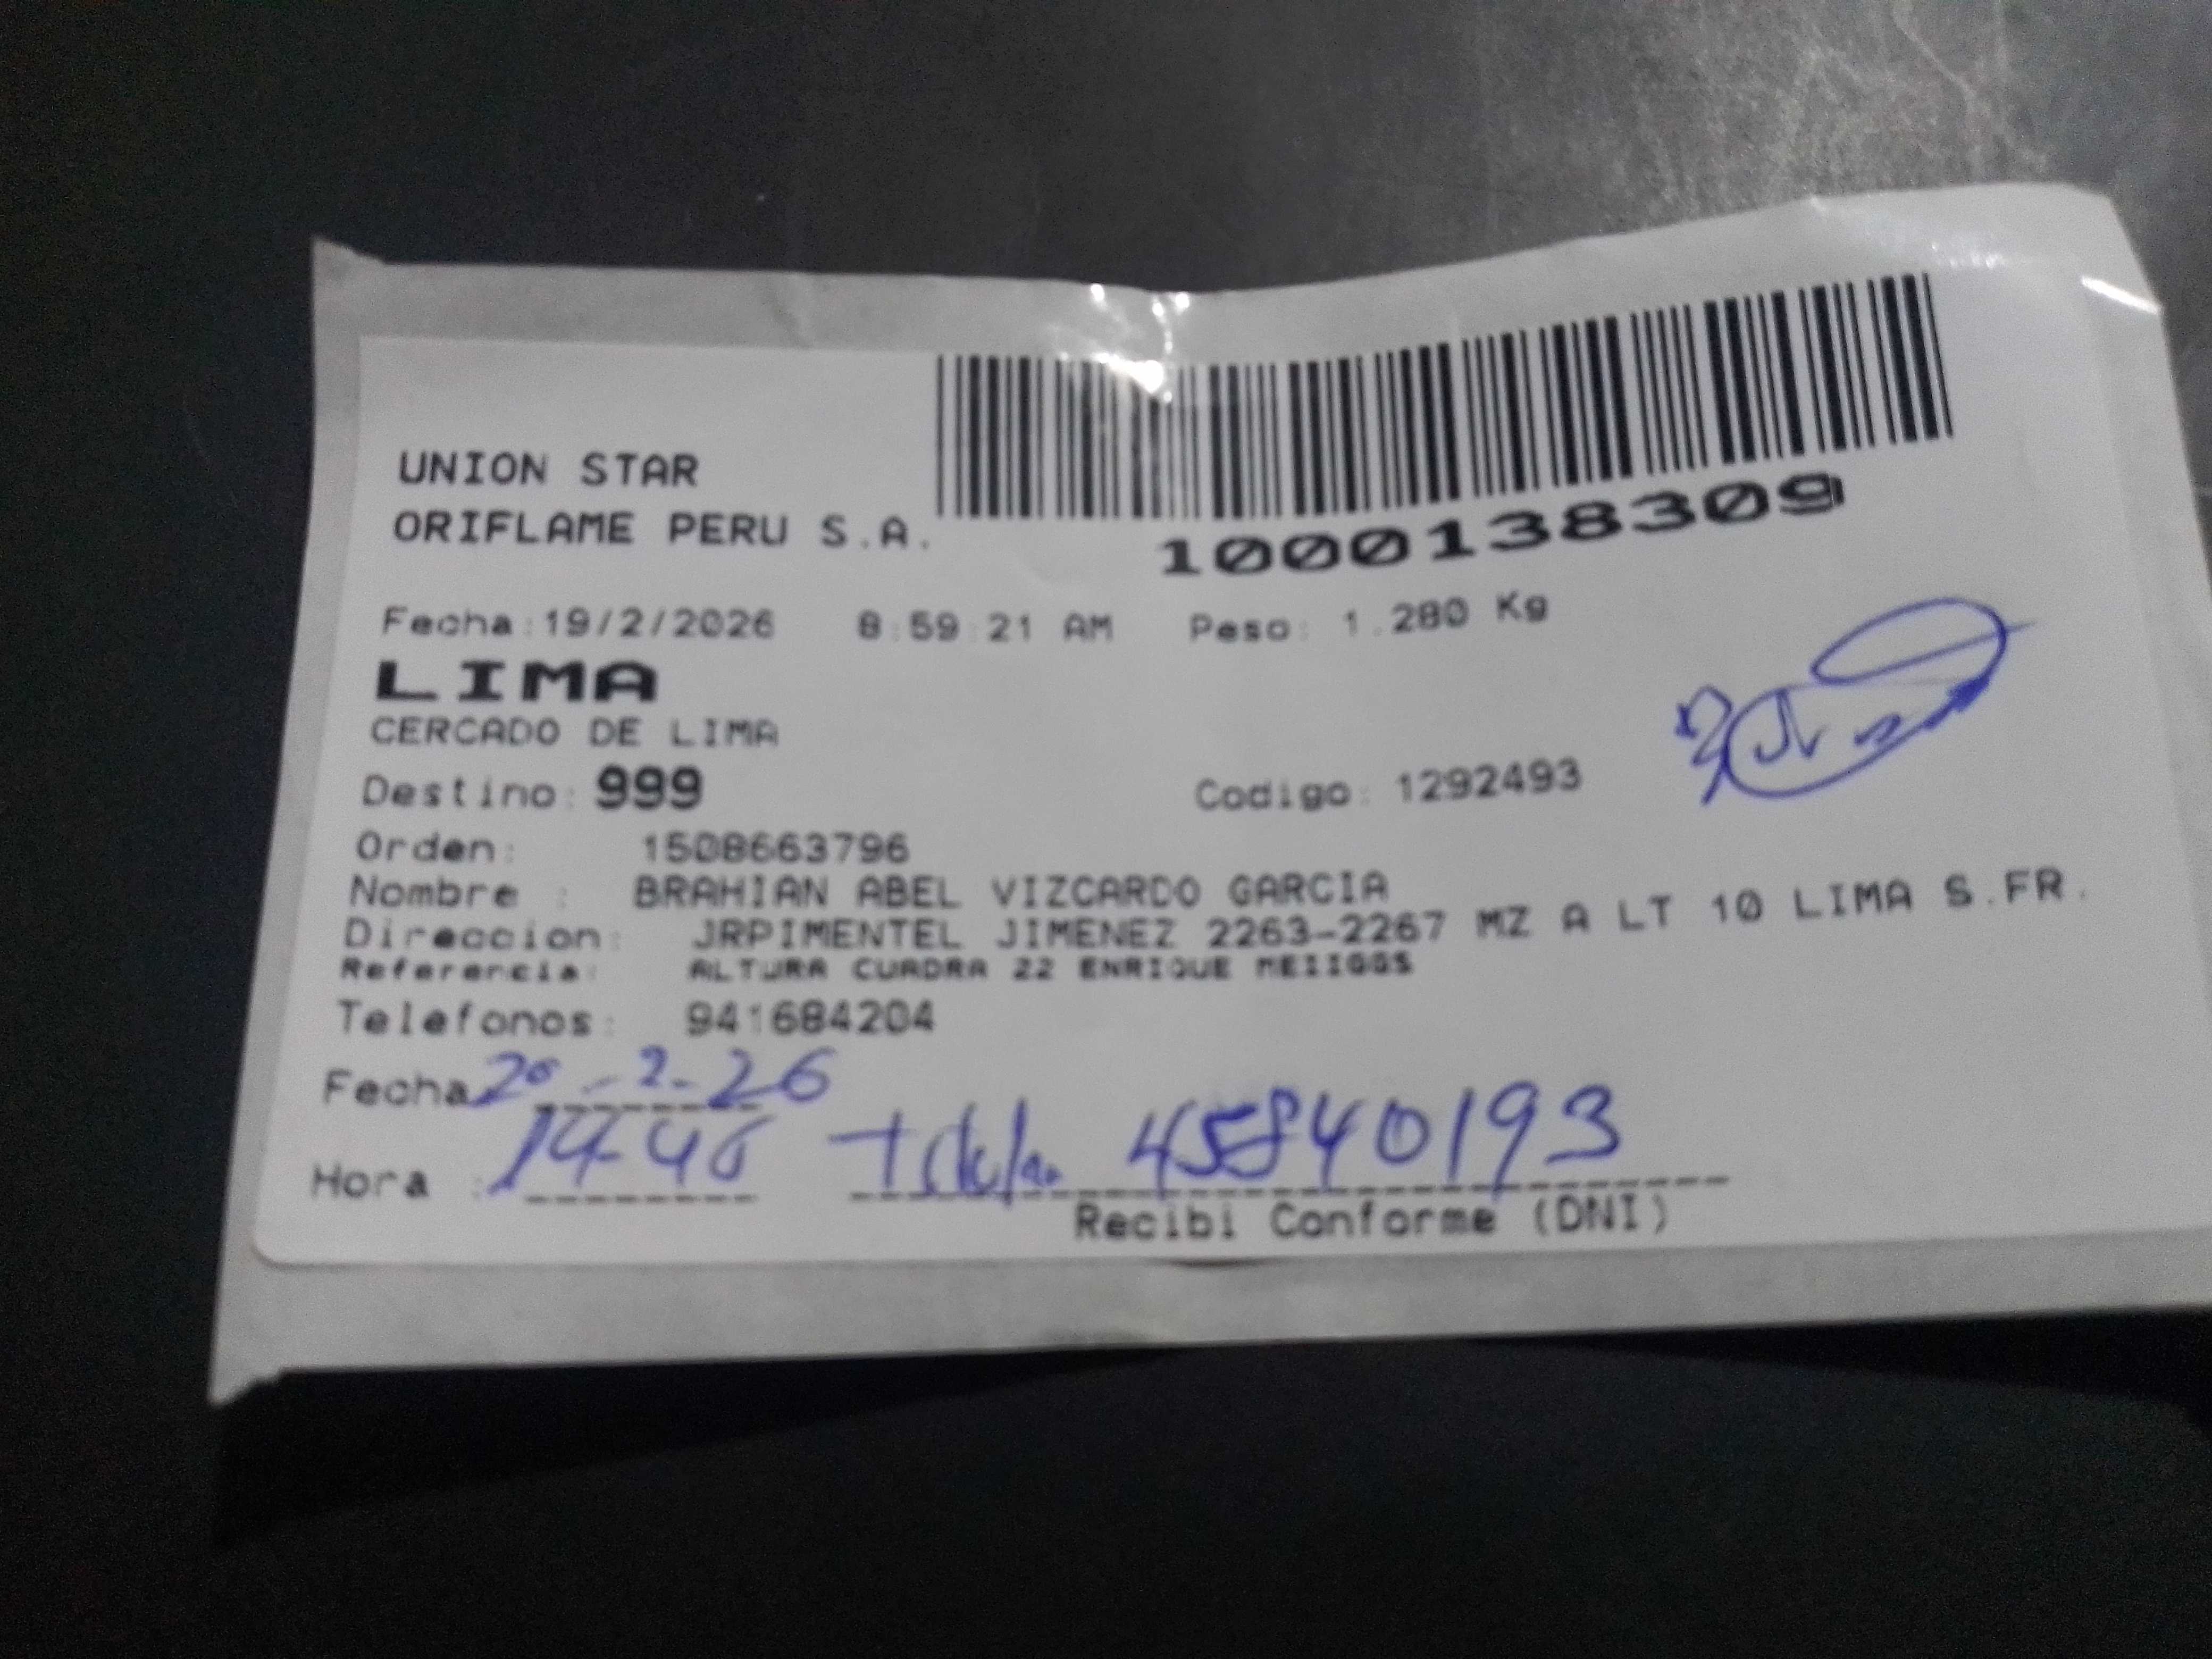 UNION STAR
ORIFLAME PERU S.A.
1000138309
Fecha:19/2/2026 8:59:21 AM Peso: 1.280 Kg
LIMA
CERCADO DE LIMA
Destino: 999 Codigo: 1292493
Orden: 1508663796
Nombre : BRAHIAN ABEL VIZCARDO GARCIA
Direccion: JRPIMENTEL JIMENEZ 2263-2267 MZ A LT 10 LIMA S.FR.
Referencia: ALTURA CUADRA 22 ENRIQUE MEIIGGS
Telefonos: 941684204
Fecha 20-2-26
Hora : 45840193
Recibi Conforme (DNI)